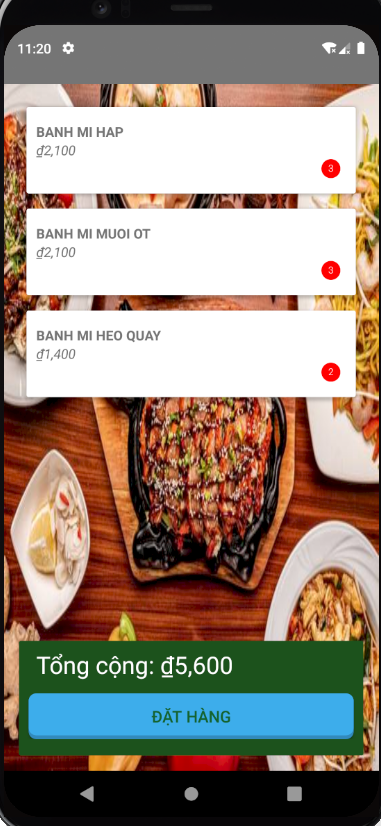 11:20
BANH MI HAP
₫2,100
3
BANH MI MUOI OT
₫2,100
3
BANH MI HEO QUAY
₫1,400
2
Tổng cộng: ₫5,600
ĐẶT HÀNG